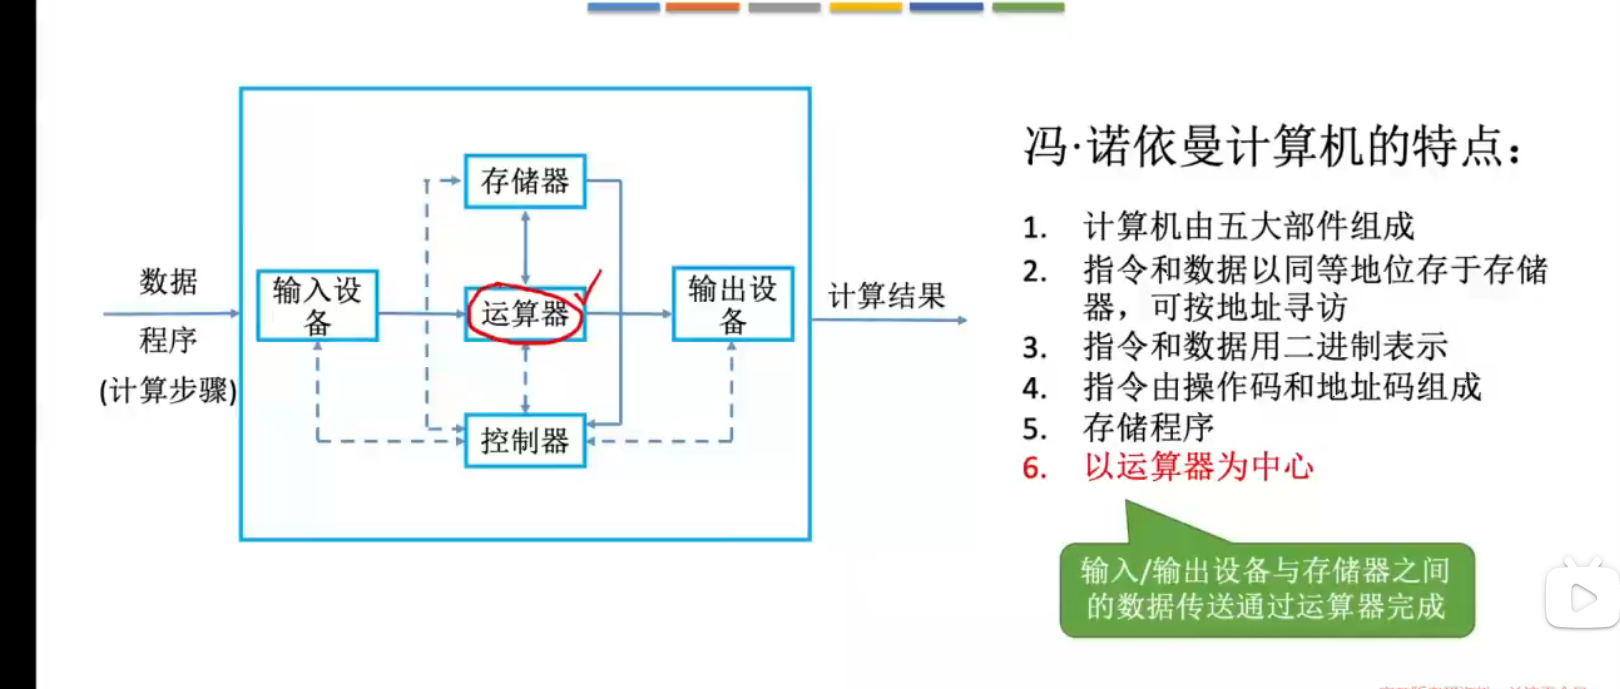 冯·诺依曼计算机的特点：
存储器
数据
输入设
备
运算器
输出设
备
计算结果
程序
(计算步骤)
控制器
1. 计算机由五大部件组成
2. 指令和数据以同等地位存于存储
器，可按地址寻访
3. 指令和数据用二进制表示
4. 指令由操作码和地址码组成
5. 存储程序
6. 以运算器为中心
输入/输出设备与存储器之间
的数据传送通过运算器完成